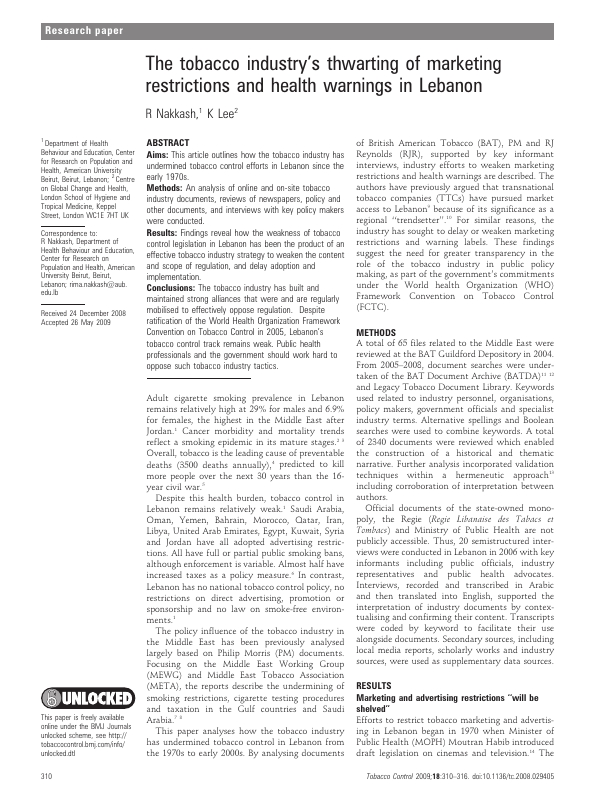 Research paper
The tobacco industry's thwarting of marketing
restrictions and health warnings in Lebanon
R Nakkash,1 K Lee2
1 Department of Health
Behaviour and Education, Center
for Research on Population and
Health, American University
Beirut, Beirut, Lebanon; 2 Centre
on Global Change and Health,
London School of Hygiene and
Tropical Medicine, Keppel
Street, London WC1E 7HT UK
Correspondence to:
R Nakkash, Department of
Health Behaviour and Education,
Center for Research on
Population and Health, American
University Beirut, Beirut,
Lebanon; rima.nakkash@aub.
edu.lb
Received 24 December 2008
Accepted 26 May 2009
UNLOCKED
This paper is freely available
online under the BMJ Journals
unlocked scheme, see http://
tobaccocontrol.bmj.com/info/
unlocked.dtl
ABSTRACT
Aims: This article outlines how the tobacco industry has
undermined tobacco control efforts in Lebanon since the
early 1970s.
Methods: An analysis of online and on-site tobacco
industry documents, reviews of newspapers, policy and
other documents, and interviews with key policy makers
were conducted.
Results: Findings reveal how the weakness of tobacco
control legislation in Lebanon has been the product of an
effective tobacco industry strategy to weaken the content
and scope of regulation, and delay adoption and
implementation.
Conclusions: The tobacco industry has built and
maintained strong alliances that were and are regularly
mobilised to effectively oppose regulation. Despite
ratification of the World Health Organization Framework
Convention on Tobacco Control in 2005, Lebanon's
tobacco control track remains weak. Public health
professionals and the government should work hard to
oppose such tobacco industry tactics.
Adult cigarette smoking prevalence in Lebanon
remains relatively high at 29% for males and 6.9%
for females, the highest in the Middle East after
Jordan.1 Cancer morbidity and mortality trends
reflect a smoking epidemic in its mature stages.2 3
Overall, tobacco is the leading cause of preventable
deaths (3500 deaths annually),4 predicted to kill
more people over the next 30 years than the 16-
year civil war.5
Despite this health burden, tobacco control in
Lebanon remains relatively weak.1 Saudi Arabia,
Oman, Yemen, Bahrain, Morocco, Qatar, Iran,
Libya, United Arab Emirates, Egypt, Kuwait, Syria
and Jordan have all adopted advertising restric-
tions. All have full or partial public smoking bans,
although enforcement is variable. Almost half have
increased taxes as a policy measure.6 In contrast,
Lebanon has no national tobacco control policy, no
restrictions on direct advertising, promotion or
sponsorship and no law on smoke-free environ-
ments.1
The policy influence of the tobacco industry in
the Middle East has been previously analysed
largely based on Philip Morris (PM) documents.
Focusing on the Middle East Working Group
(MEWG) and Middle East Tobacco Association
(META), the reports describe the undermining of
smoking restrictions, cigarette testing procedures
and taxation in the Gulf countries and Saudi
Arabia.7 8
This paper analyses how the tobacco industry
has undermined tobacco control in Lebanon from
the 1970s to early 2000s. By analysing documents
of British American Tobacco (BAT), PM and RJ
Reynolds (RJR), supported by key informant
interviews, industry efforts to weaken marketing
restrictions and health warnings are described. The
authors have previously argued that transnational
tobacco companies (TTCs) have pursued market
access to Lebanon9 because of its significance as a
regional "trendsetter".10 For similar reasons, the
industry has sought to delay or weaken marketing
restrictions and warning labels. These findings
suggest the need for greater transparency in the
role of the tobacco industry in public policy
making, as part of the government's commitments
under the World health Organization (WHO)
Framework Convention on Tobacco Control
(FCTC).
METHODS
A total of 65 files related to the Middle East were
reviewed at the BAT Guildford Depository in 2004.
From 2005–2008, document searches were under-
taken of the BAT Document Archive (BATDA)11 12
and Legacy Tobacco Document Library. Keywords
used related to industry personnel, organisations,
policy makers, government officials and specialist
industry terms. Alternative spellings and Boolean
searches were used to combine keywords. A total
of 2340 documents were reviewed which enabled
the construction of a historical and thematic
narrative. Further analysis incorporated validation
techniques within a hermeneutic approach13
including corroboration of interpretation between
authors.
Official documents of the state-owned mono-
poly, the Regie (Regie Libanaise des Tabacs et
Tombacs) and Ministry of Public Health are not
publicly accessible. Thus, 20 semistructured inter-
views were conducted in Lebanon in 2006 with key
informants including public officials, industry
representatives and public health advocates.
Interviews, recorded and transcribed in Arabic
and then translated into English, supported the
interpretation of industry documents by contex-
tualising and confirming their content. Transcripts
were coded by keyword to facilitate their use
alongside documents. Secondary sources, including
local media reports, scholarly works and industry
sources, were used as supplementary data sources.
RESULTS
Marketing and advertising restrictions "will be
shelved"
Efforts to restrict tobacco marketing and advertis-
ing in Lebanon began in 1970 when Minister of
Public Health (MOPH) Moutran Habib introduced
draft legislation on cinemas and television.14 The
310
Tobacco Control 2009;18:310–316. doi:10.1136/tc.2008.029405